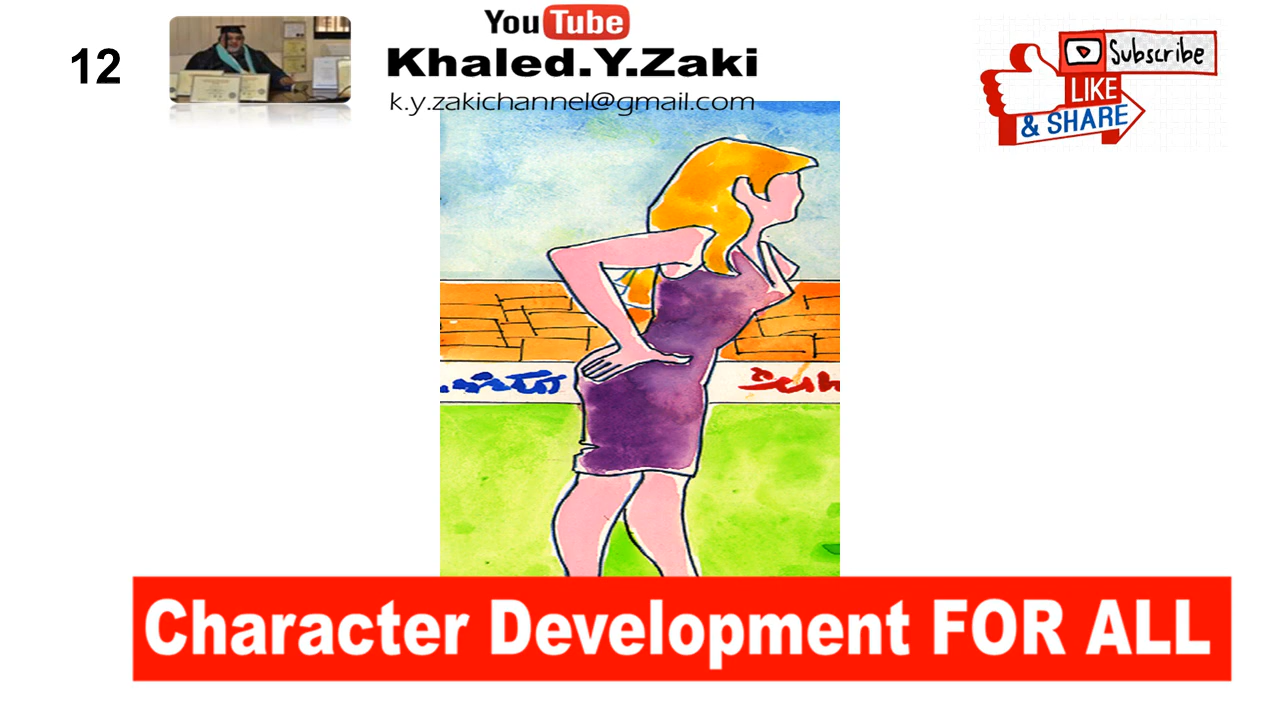 12
YouTube
Khaled.Y.Zaki
k.y.zakichannel@gmail.com
Subscribe
LIKE
& SHARE
Character Development FOR ALL